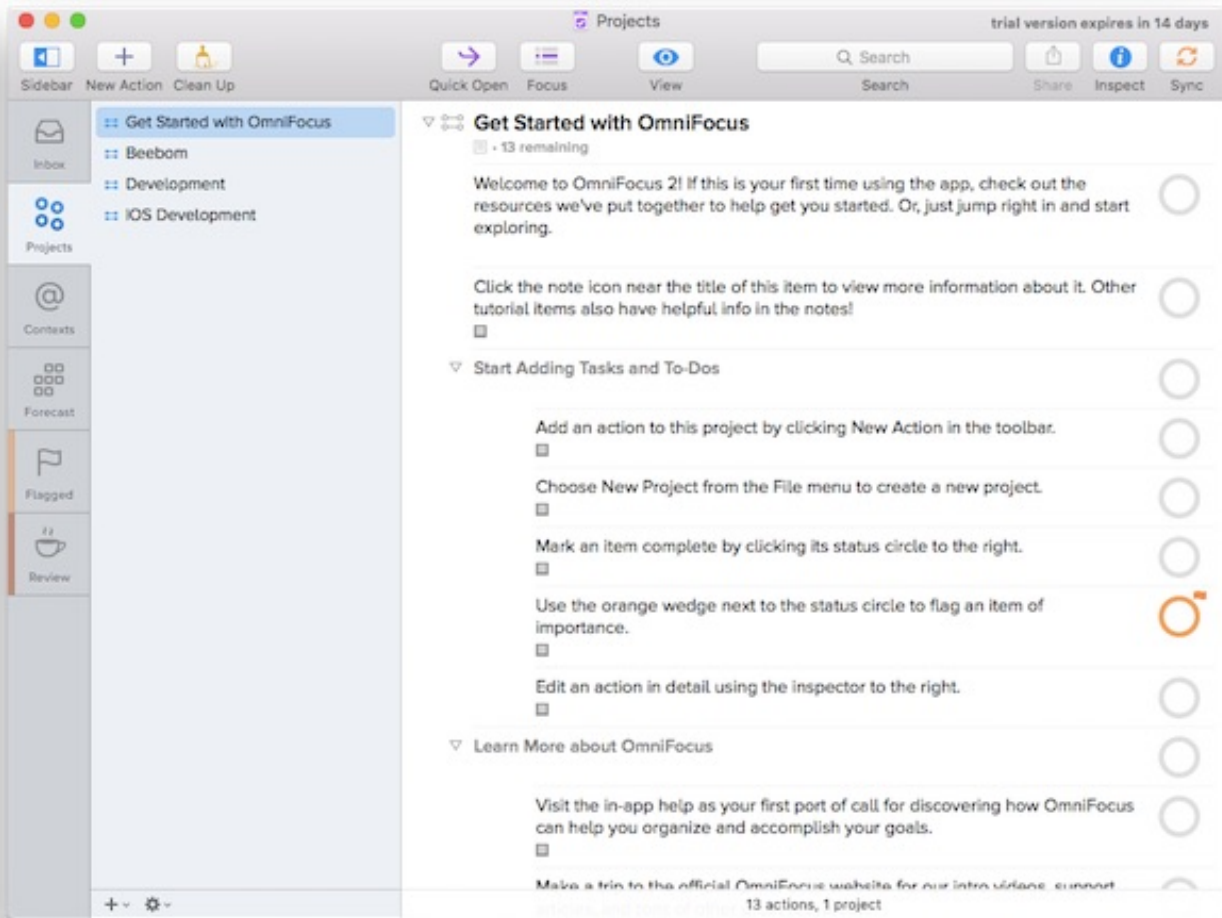 Projects
trial version expires in 14 days
Sidebar
New Action
Clean Up
Quick Open
Focus
View
Search
Search
Share
Inspect
Sync
Inbox
Projects
Contexts
Forecast
Flagged
Review
Get Started with OmniFocus
Beebom
Development
IOS Development
Get Started with OmniFocus
• 13 remaining
Welcome to OmniFocus 2! If this is your first time using the app, check out the
resources we've put together to help get you started. Or, just jump right in and start
exploring.
Click the note icon near the title of this item to view more information about it. Other
tutorial items also have helpful info in the notes!
Start Adding Tasks and To-Dos
Add an action to this project by clicking New Action in the toolbar.
Choose New Project from the File menu to create a new project.
Mark an item complete by clicking its status circle to the right.
Use the orange wedge next to the status circle to flag an item of
importance.
Edit an action in detail using the inspector to the right.
Learn More about OmniFocus
Visit the in-app help as your first port of call for discovering how OmniFocus
can help you organize and accomplish your goals.
Make a trip to the official OmniFocus website for our intro videos, support
13 actions, 1 project